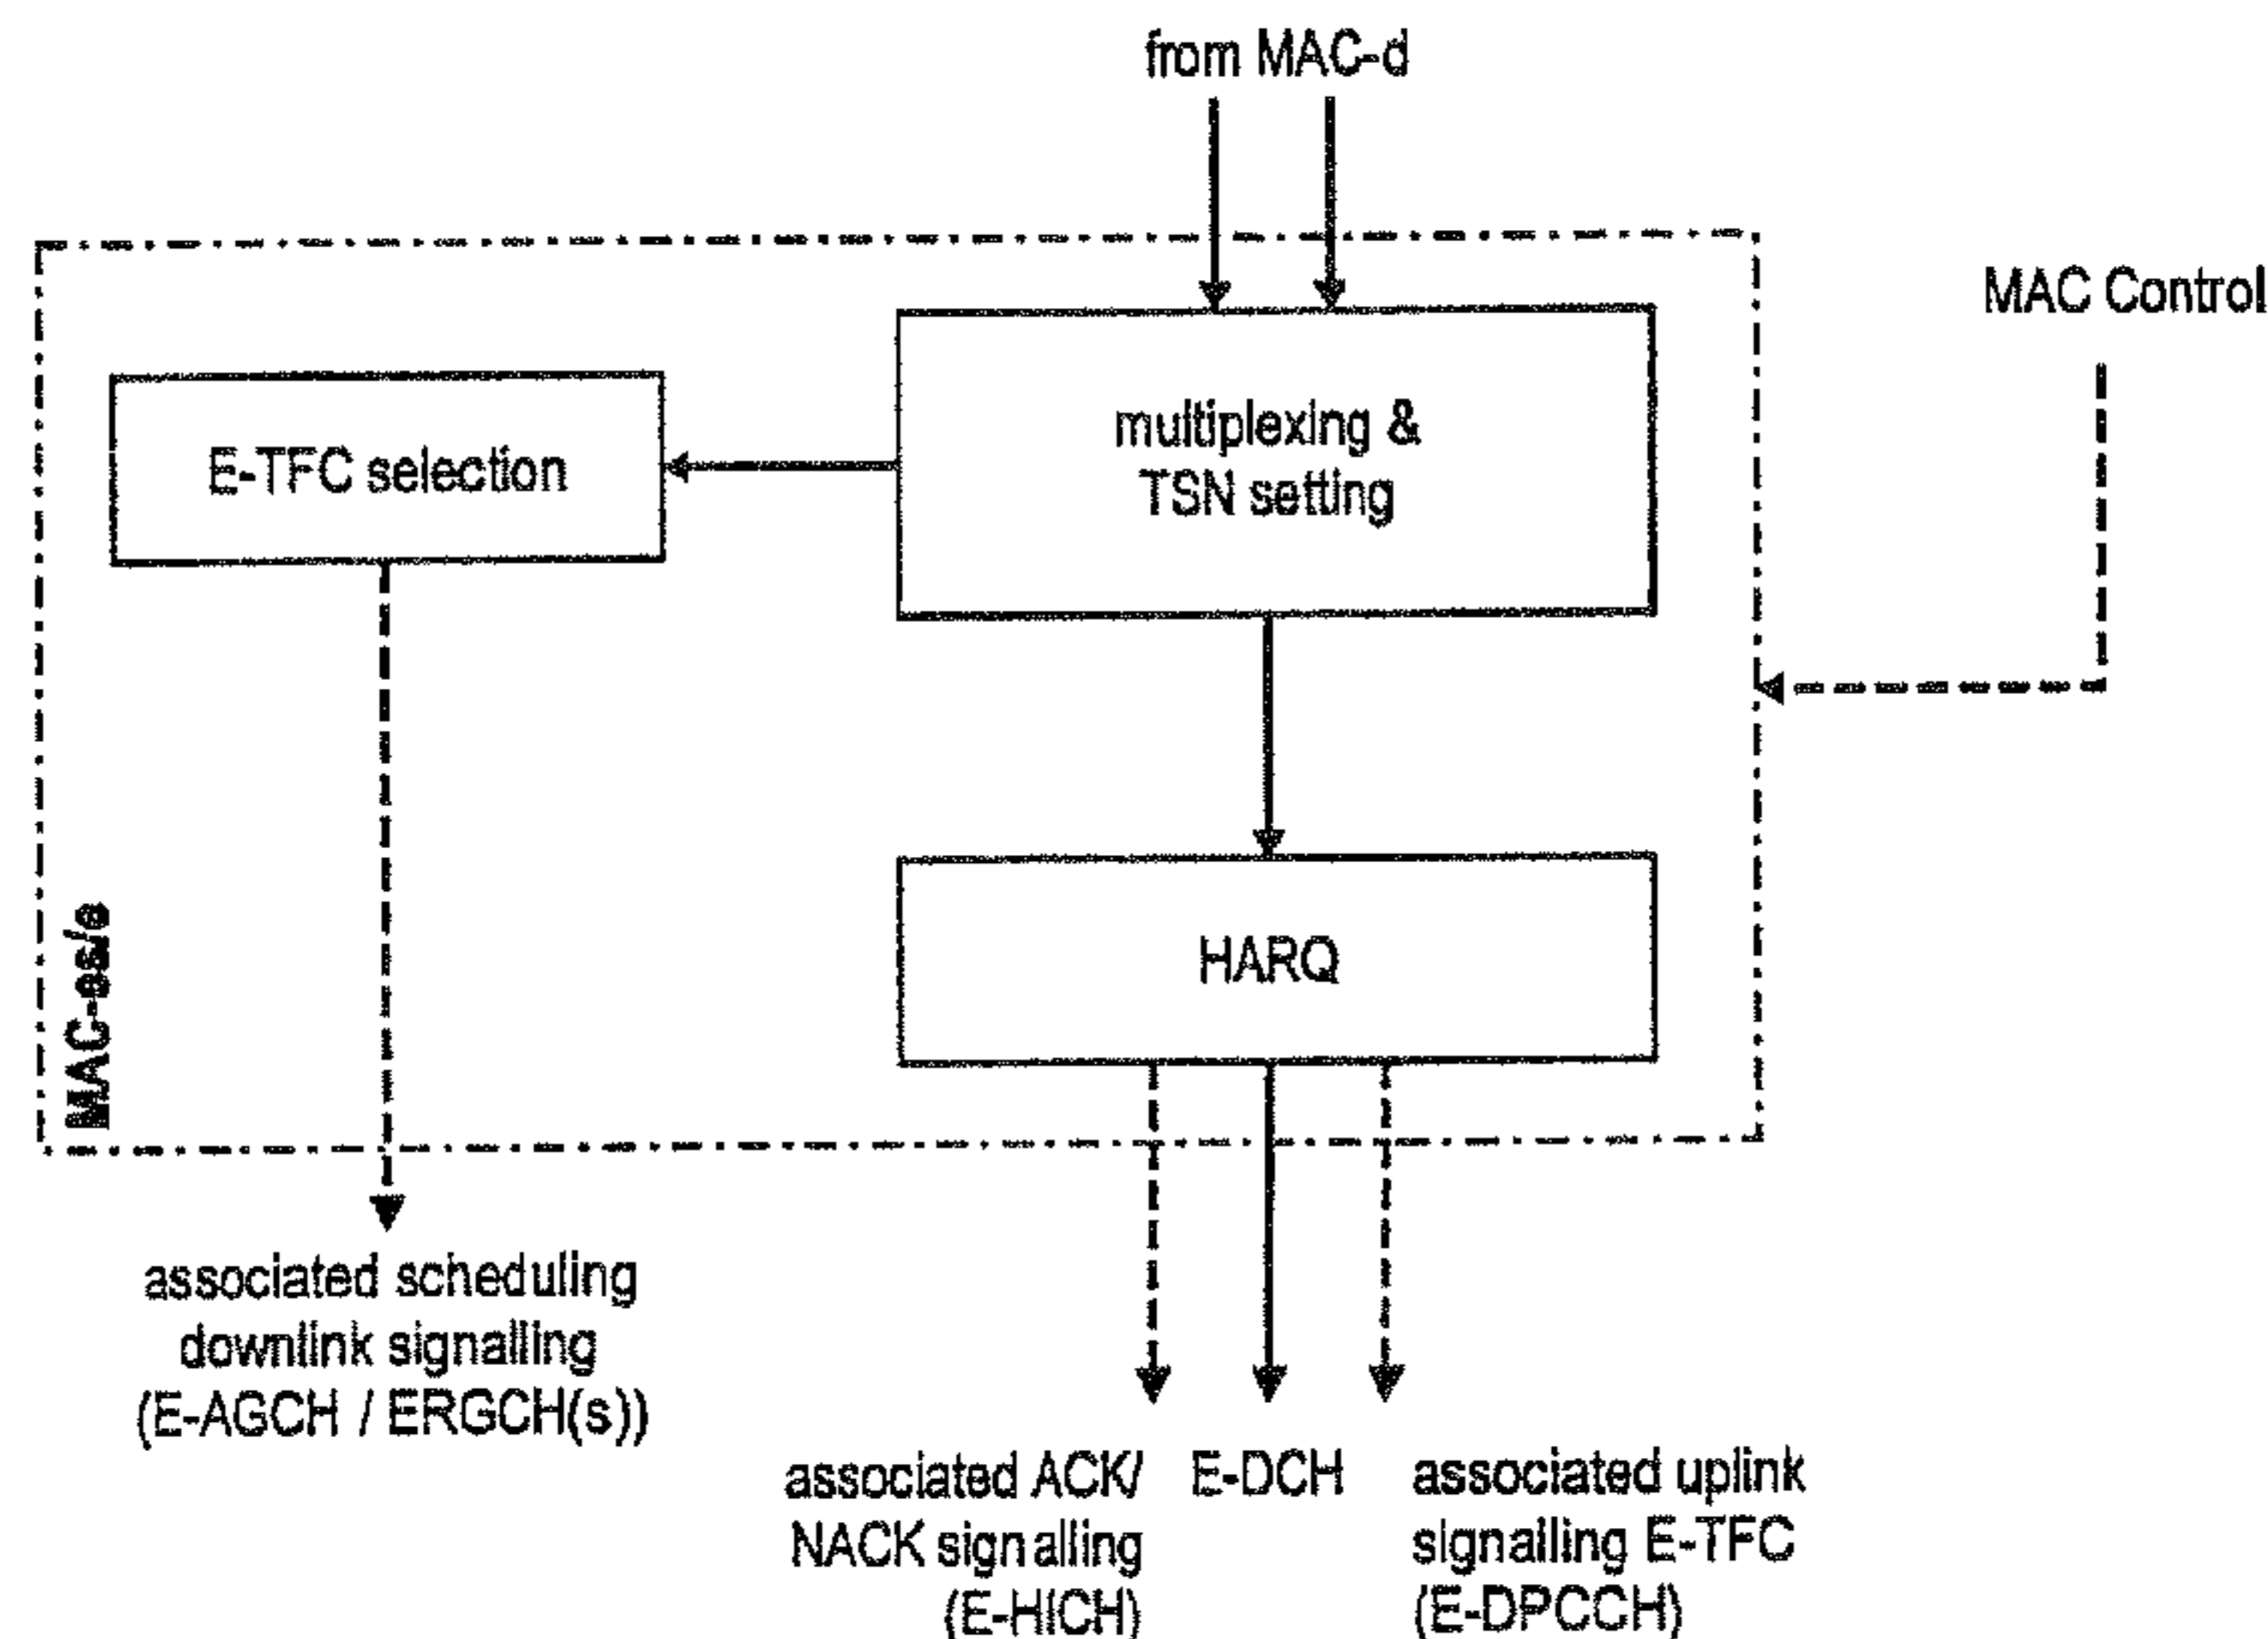 from MAC-d
MAC Control
multiplexing &
TSN setting
E-TFC selection
HARQ
MAC-es/e
associated scheduling
downlink signalling
(E-AGCH / ERGCH(s))
associated ACK/
NACK signalling
(E-HICH)
E-DCH
associated uplink
signalling E-TFC
(E-DPCCH)